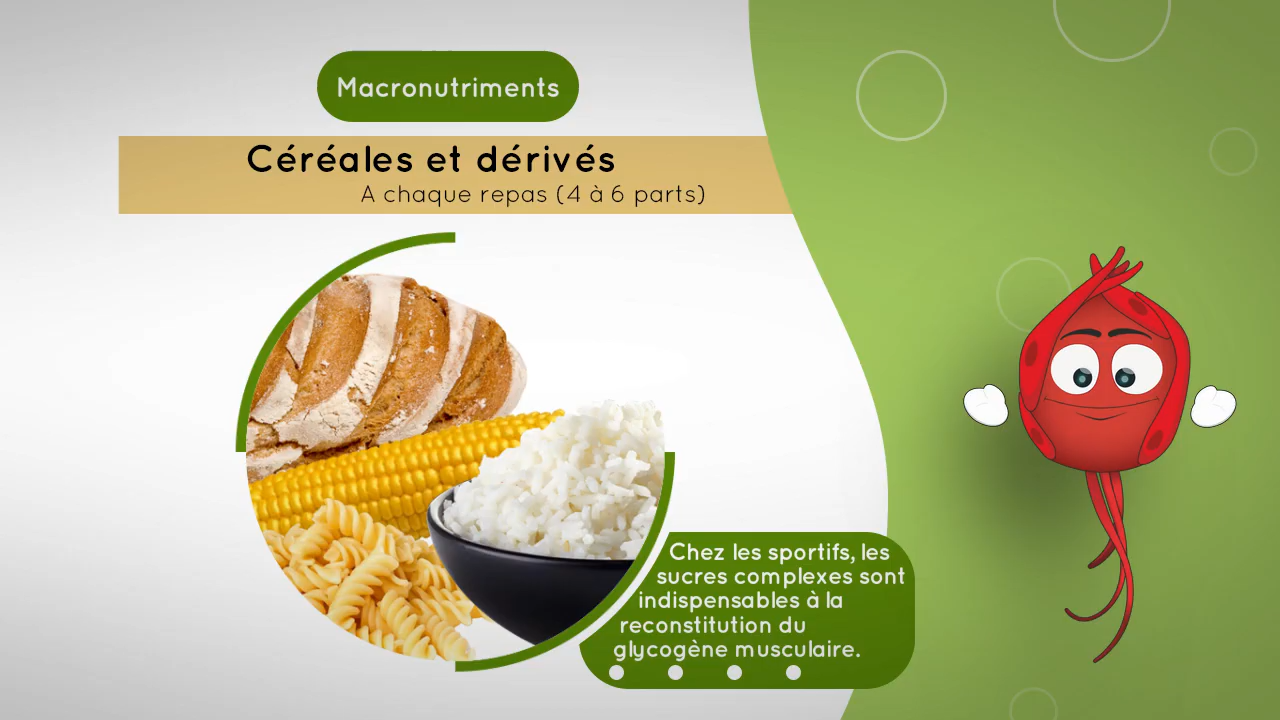 Macronutriments
Céréales et dérivés
A chaque repas (4 à 6 parts)
Chez les sportifs, les
sucres complexes sont
indispensables à la
reconstitution du
glycogène musculaire.